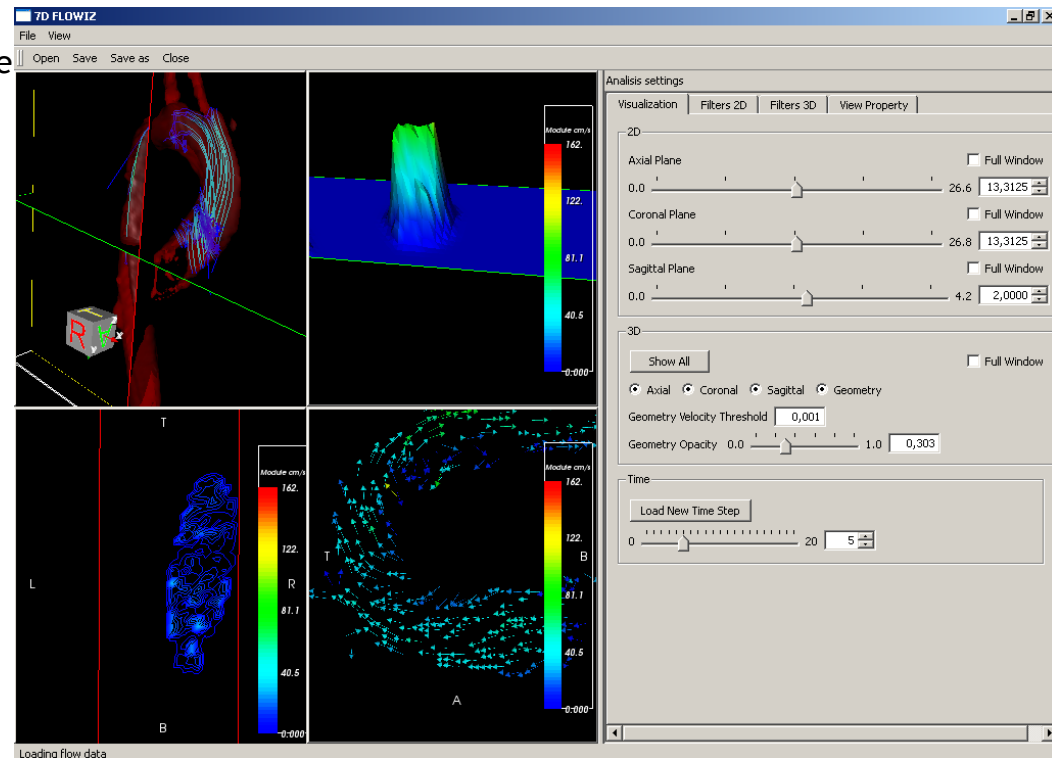 7D FLOWIZ
File View
e
Open Save Save as Close
Module cm/s
162.
122.
81.1
40.5
0.000
R
x
Y
T
L
R
B
Module cm/s
162.
122.
81.1
40.5
0.000
T
B
A
Module cm/s
162.
122.
81.1
40.5
0.000
Analisis settings
Visualization Filters 2D Filters 3D View Property
2D
Axial Plane Full Window
0.0 26.6 13,3125
Coronal Plane Full Window
0.0 26.8 13,3125
Sagittal Plane Full Window
0.0 4.2 2,0000
3D
Show All Full Window
Axial Coronal Sagittal Geometry
Geometry Velocity Threshold 0,001
Geometry Opacity 0.0 1.0 0,303
Time
Load New Time Step
0 20 5
Loading flow data